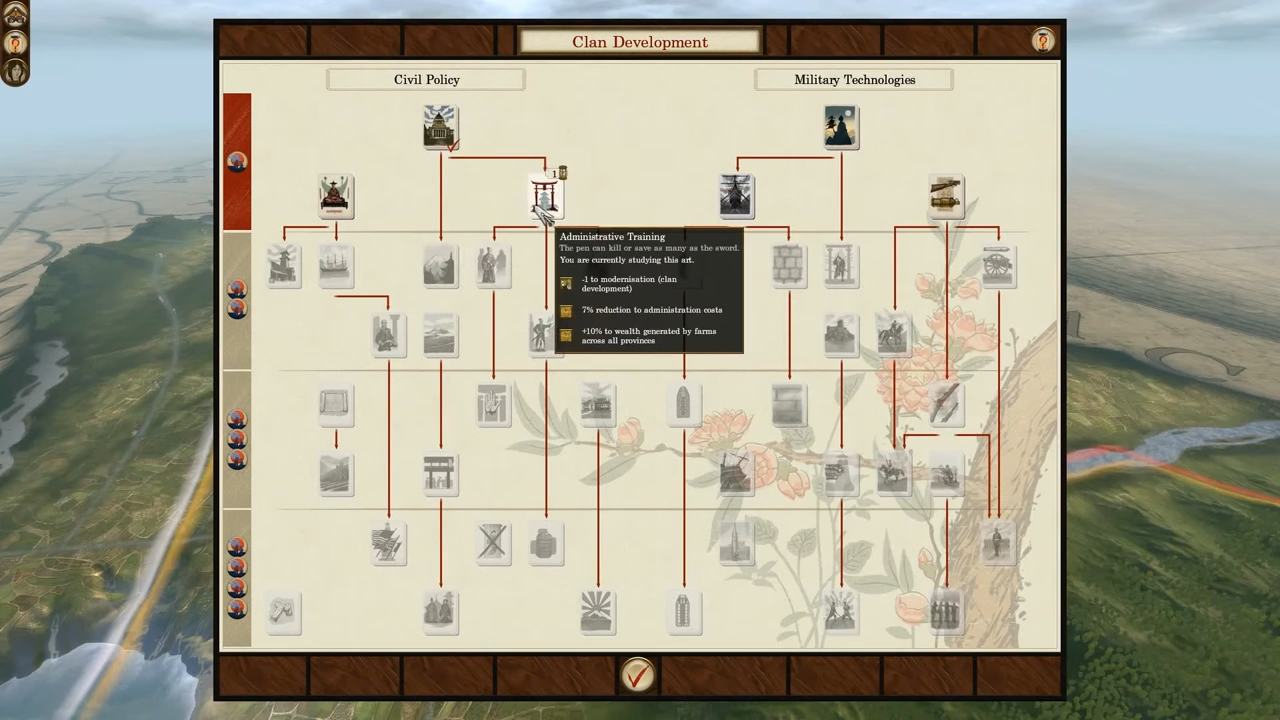 Clan Development
Civil Policy
Military Technologies
1
Administrative Training
The pen can kill or save as many as the sword.
You are currently studying this art.
-1 to modernisation (clan
development)
7% reduction to administration costs
+10% to wealth generated by farms
across all provinces